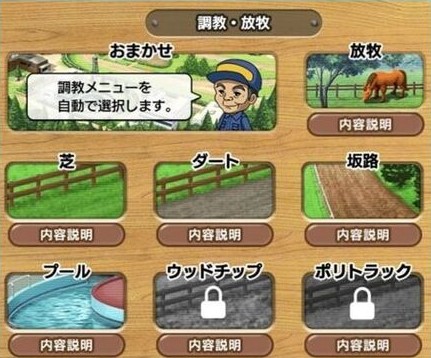 調教・放牧
おまかせ
放牧
調教メニューを
自動で選択します。
内容説明
芝
ダート
坂路
内容説明
内容説明
内容説明
プール
ウッドチップ
ポリトラック
内容説明
内容説明
内容説明